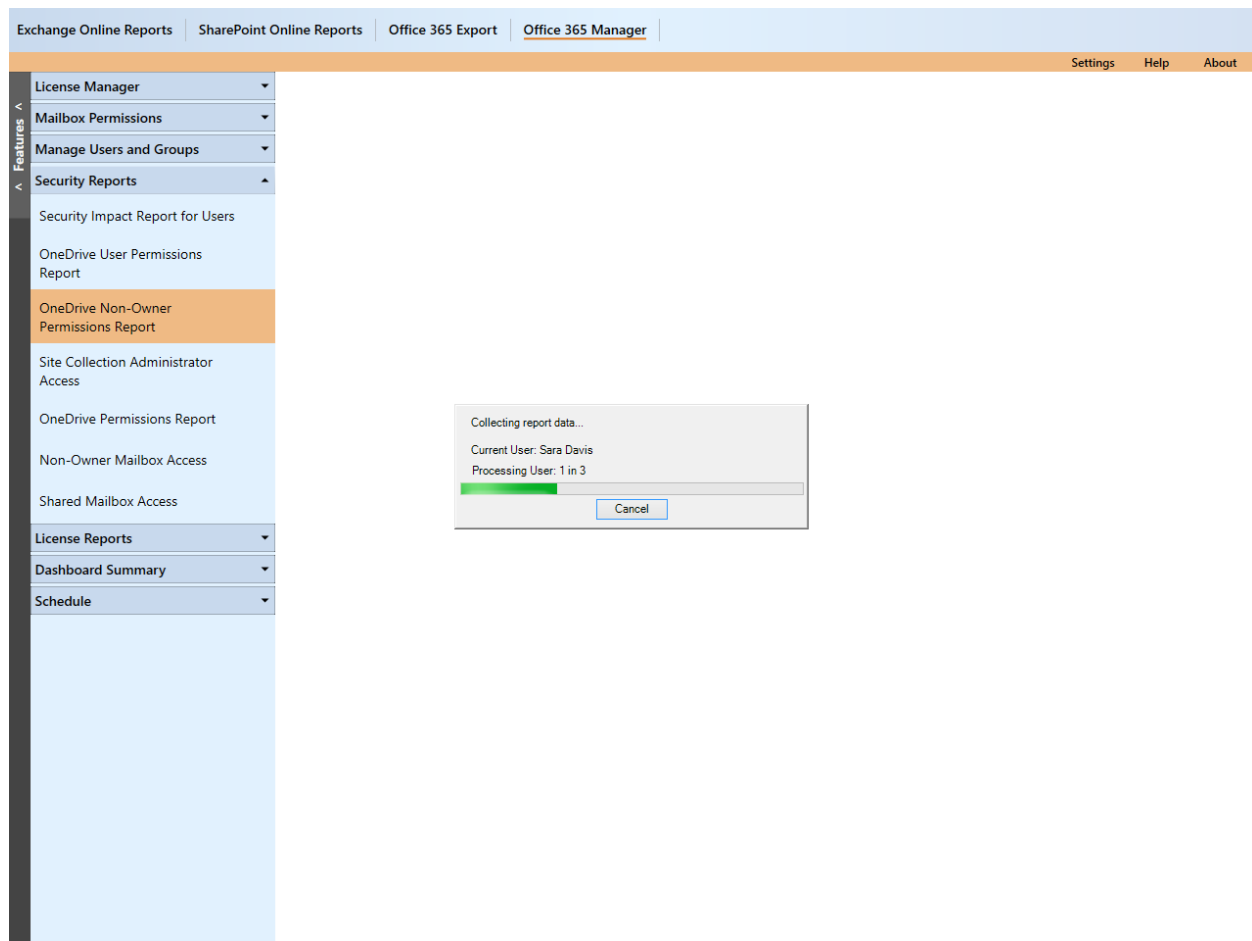 Exchange Online Reports SharePoint Online Reports Office 365 Export Office 365 Manager
Settings Help About
< Features <
License Manager
Mailbox Permissions
Manage Users and Groups
Security Reports
Security Impact Report for Users
OneDrive User Permissions
Report
OneDrive Non-Owner
Permissions Report
Site Collection Administrator
Access
OneDrive Permissions Report
Non-Owner Mailbox Access
Shared Mailbox Access
License Reports
Dashboard Summary
Schedule
Collecting report data...
Current User: Sara Davis
Processing User: 1 in 3
Cancel